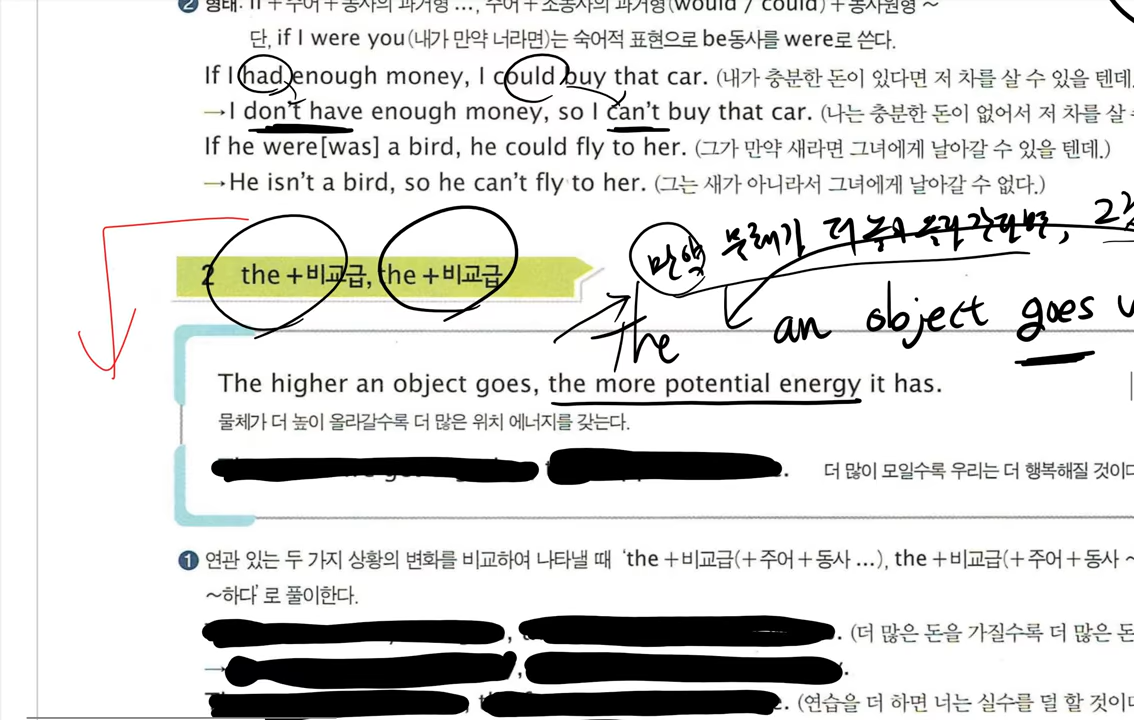 ❷ 형태: If + 주어 + 동사의 과거형 …, 주어 + 조동사의 과거형(would / could) + 동사원형 ~
단, if I were you(내가 만약 너라면)는 숙어적 표현으로 be동사를 were로 쓴다.
If I had enough money, I could buy that car. (내가 충분한 돈이 있다면 저 차를 살 수 있을 텐데.
→ I don't have enough money, so I can't buy that car. (나는 충분한 돈이 없어서 저 차를 살
If he were[was] a bird, he could fly to her. (그가 만약 새라면 그녀에게 날아갈 수 있을 텐데.)
→ He isn't a bird, so he can't fly to her. (그는 새가 아니라서 그녀에게 날아갈 수 없다.)
만약 물체가 더 높이 올라간다면,
2 the + 비교급, the + 비교급
The an object goes
The higher an object goes, the more potential energy it has.
물체가 더 높이 올라갈수록 더 많은 위치 에너지를 갖는다.
더 많이 모일수록 우리는 더 행복해질 것이다
❶ 연관 있는 두 가지 상황의 변화를 비교하여 나타낼 때 ‘the + 비교급(+ 주어 + 동사 …), the + 비교급(+ 주어 + 동사 ~
~하다’로 풀이한다.
, . (더 많은 돈을 가질수록 더 많은 돈
→ , .
. (연습을 더 하면 너는 실수를 덜 할 것이다